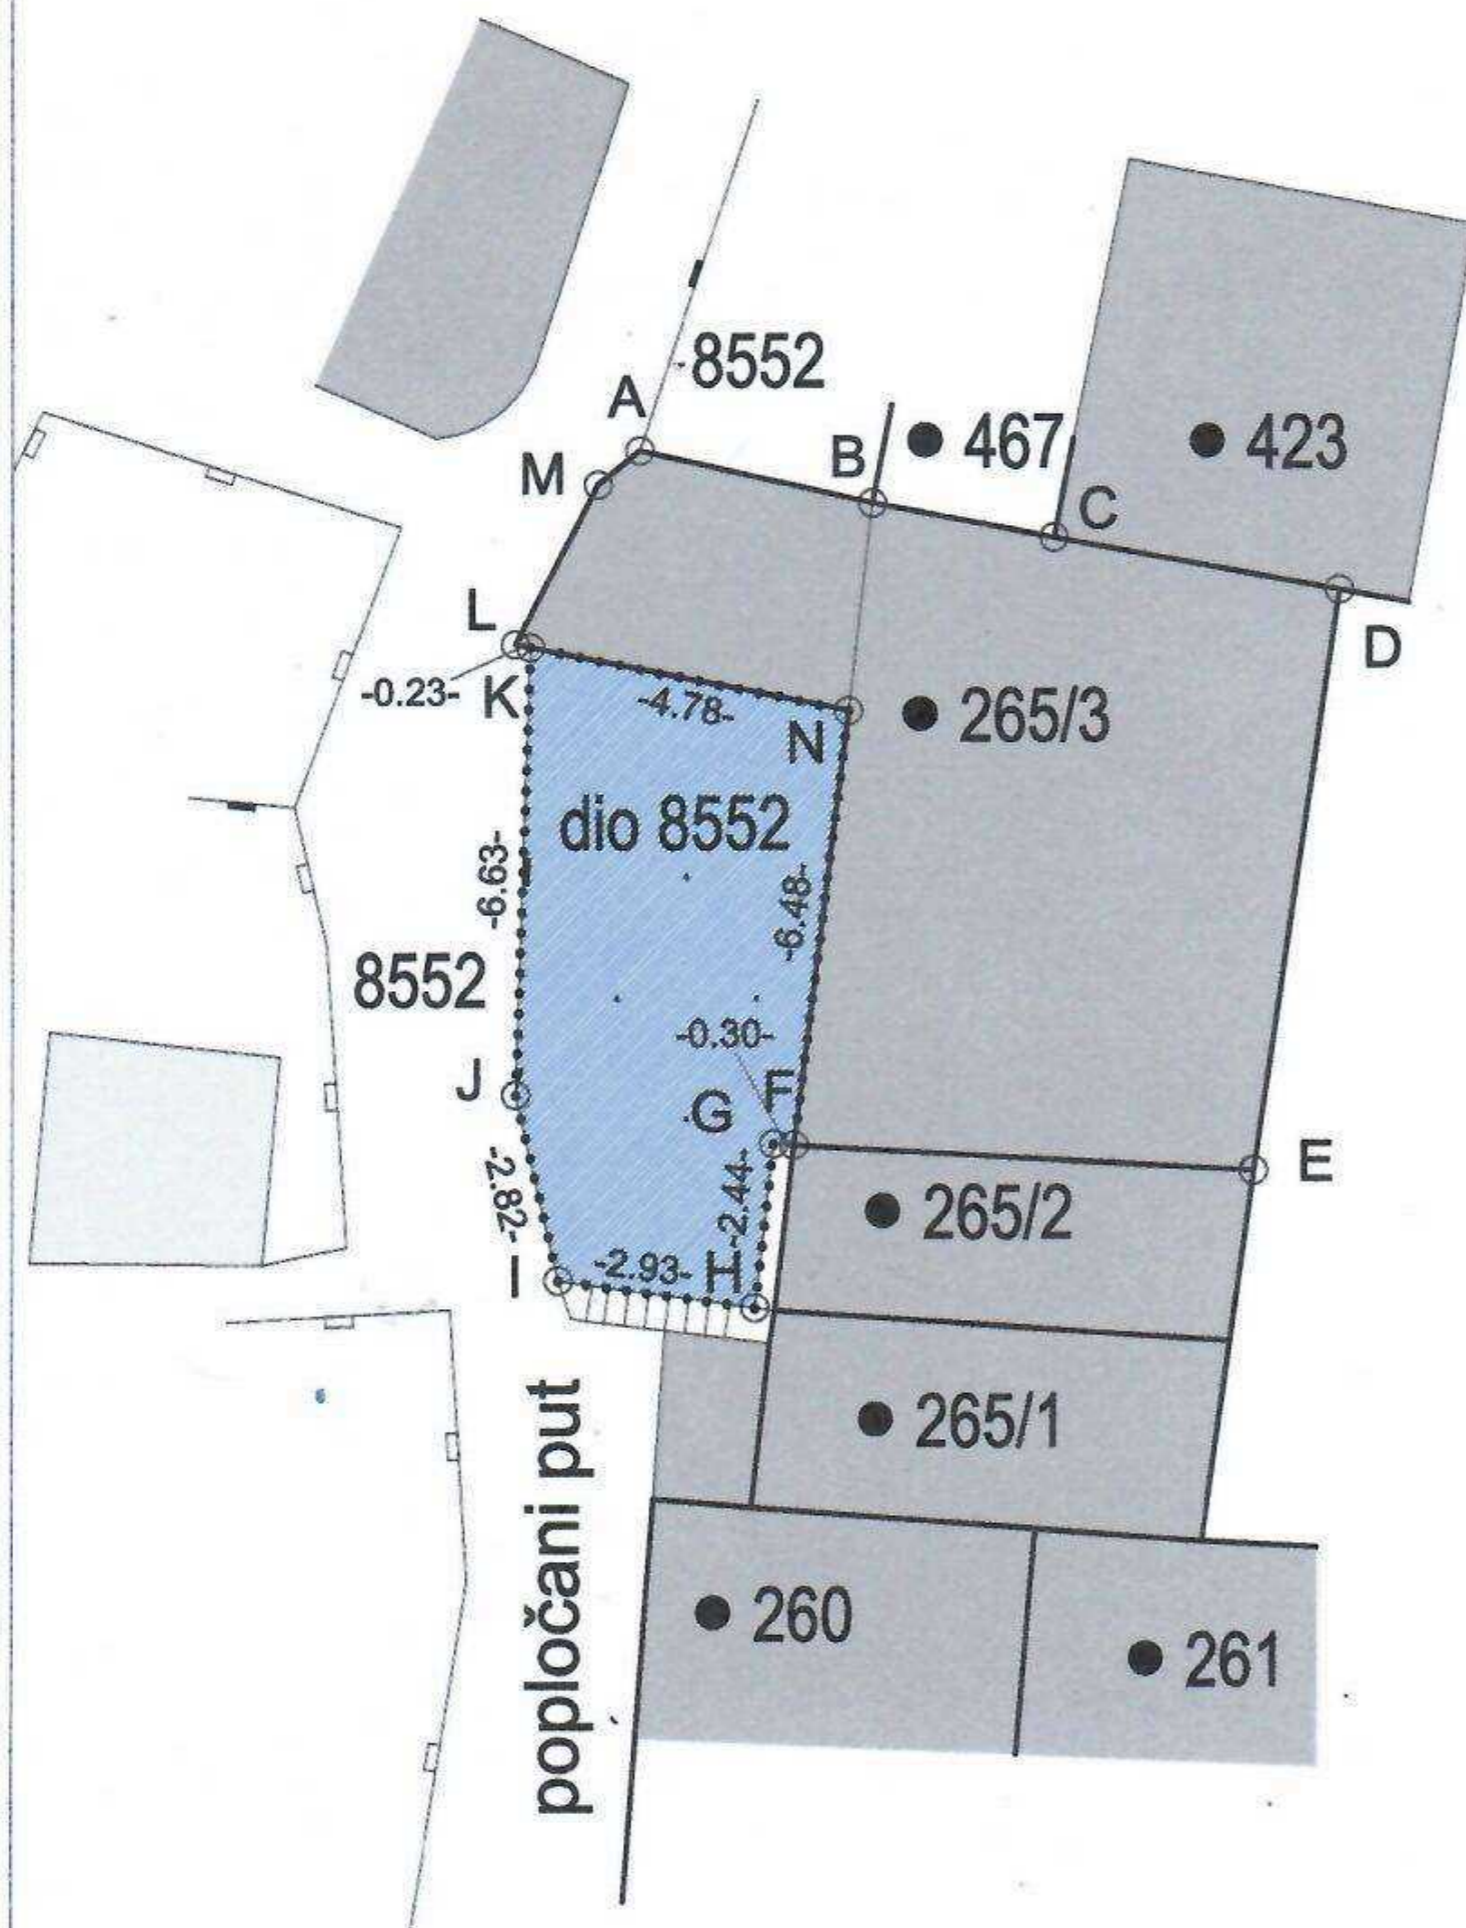 8552
A
B
● 467
● 423
M
C
L
D
-0.23-
K
-4.78-
N
● 265/3
dio 8552
-6.63-
-6.48-
8552
-0.30-
J
G
F
E
-2.82-
-2.44-
● 265/2
I
-2.93-
H
● 265/1
popločani put
● 260
● 261